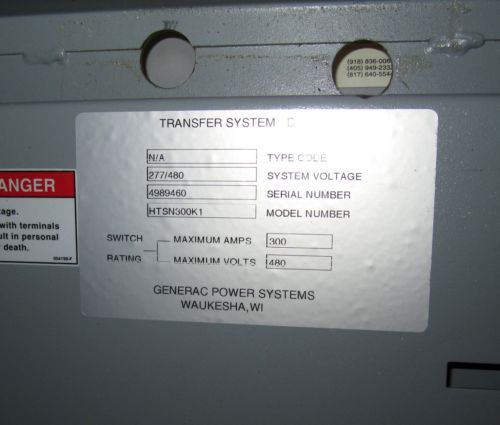 (918) 836-006
(405) 949-233
(817) 640-554
TRANSFER SYSTEM D
N/A TYPE CODE
277/480 SYSTEM VOLTAGE
4989460 SERIAL NUMBER
HTSN300K1 MODEL NUMBER
SWITCH RATING
MAXIMUM AMPS 300
MAXIMUM VOLTS 480
GENERAC POWER SYSTEMS
WAUKESHA, WI
ANGER
tage.
with terminals
ult in personal
death.